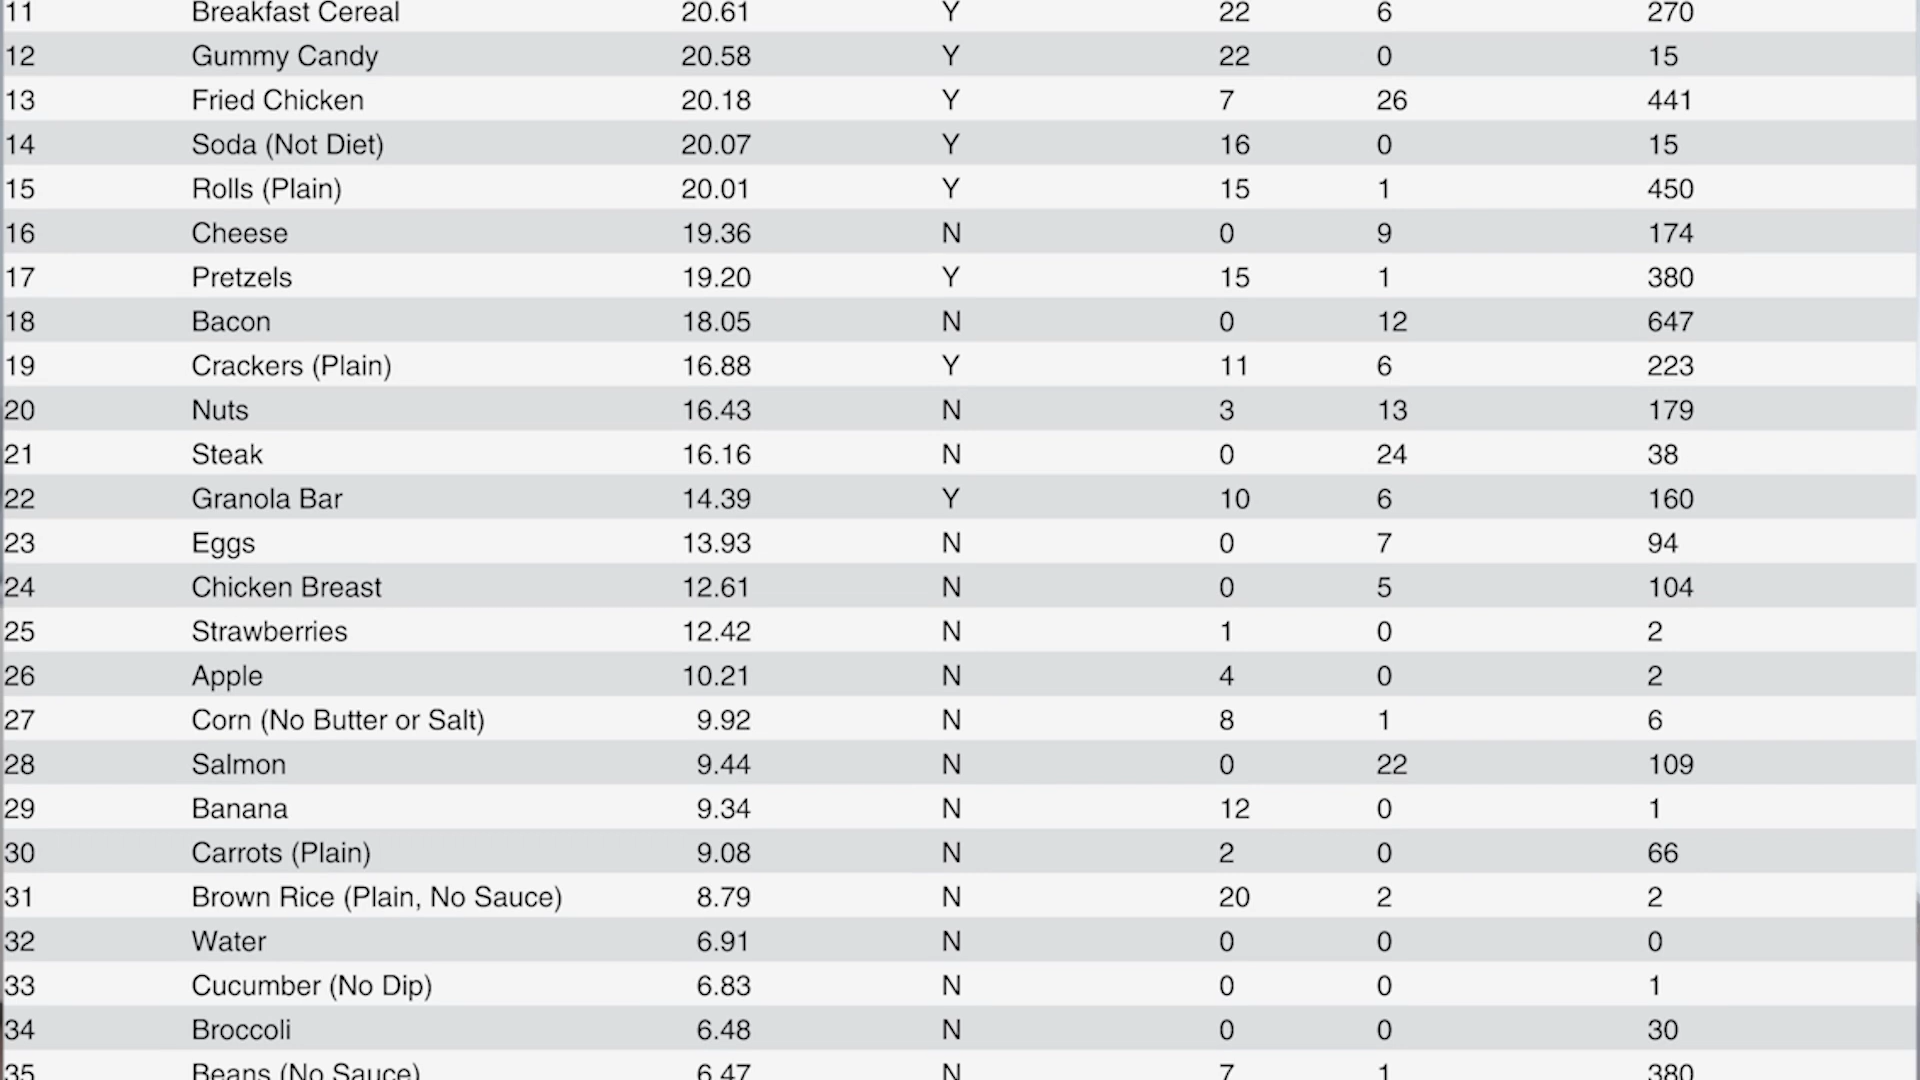 11 Breakfast Cereal 20.61 Y 22 6 270
12 Gummy Candy 20.58 Y 22 0 15
13 Fried Chicken 20.18 Y 7 26 441
14 Soda (Not Diet) 20.07 Y 16 0 15
15 Rolls (Plain) 20.01 Y 15 1 450
16 Cheese 19.36 N 0 9 174
17 Pretzels 19.20 Y 15 1 380
18 Bacon 18.05 N 0 12 647
19 Crackers (Plain) 16.88 Y 11 6 223
20 Nuts 16.43 N 3 13 179
21 Steak 16.16 N 0 24 38
22 Granola Bar 14.39 Y 10 6 160
23 Eggs 13.93 N 0 7 94
24 Chicken Breast 12.61 N 0 5 104
25 Strawberries 12.42 N 1 0 2
26 Apple 10.21 N 4 0 2
27 Corn (No Butter or Salt) 9.92 N 8 1 6
28 Salmon 9.44 N 0 22 109
29 Banana 9.34 N 12 0 1
30 Carrots (Plain) 9.08 N 2 0 66
31 Brown Rice (Plain, No Sauce) 8.79 N 20 2 2
32 Water 6.91 N 0 0 0
33 Cucumber (No Dip) 6.83 N 0 0 1
34 Broccoli 6.48 N 0 0 30
35 Beans (No Sauce) 6.47 N 7 1 380